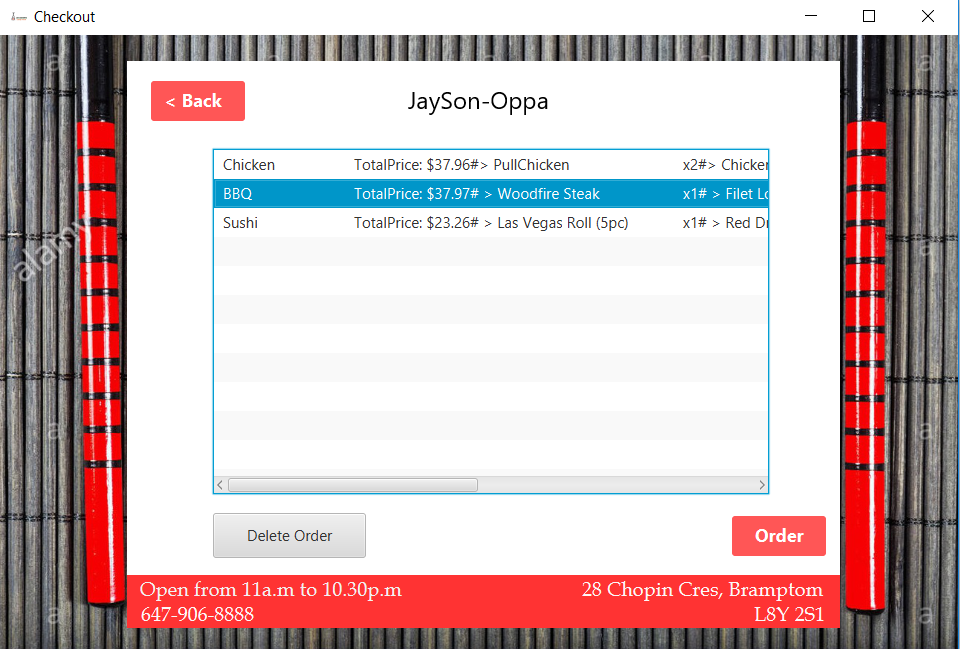 Checkout
< Back
JaySon-Oppa
Chicken TotalPrice: $37.96#> PullChicken x2#> Chicken
BBQ TotalPrice: $37.97# > Woodfire Steak x1# > Filet
Sushi TotalPrice: $23.26# > Las Vegas Roll (5pc) x1# > Red
Delete Order
Order
Open from 11a.m to 10.30p.m
28 Chopin Cres, Bramptom
647-906-8888
L8Y 2S1
alamy
a
a
a
a
a
a